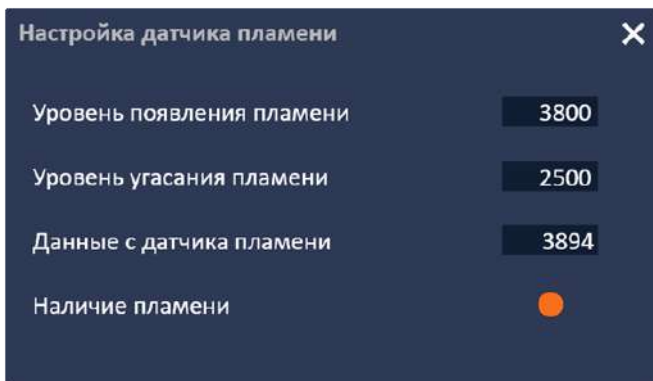 Настройка датчика пламени
Уровень появления пламени 3800
Уровень угасания пламени 2500
Данные с датчика пламени 3894
Наличие пламени